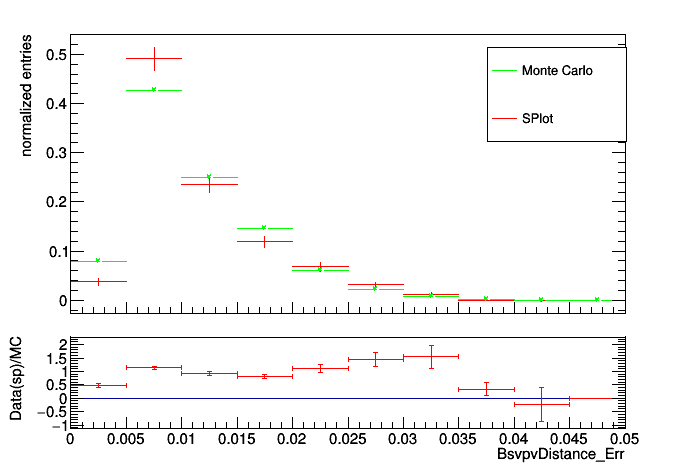 normalized entries
0.5
0.4
0.3
0.2
0.1
0
Monte Carlo
SPlot
Data(sp)/MC
2
1.5
1
0.5
0
−0.5
−1
0 0.005 0.01 0.015 0.02 0.025 0.03 0.035 0.04 0.045 0.05
BsvpvDistance_Err